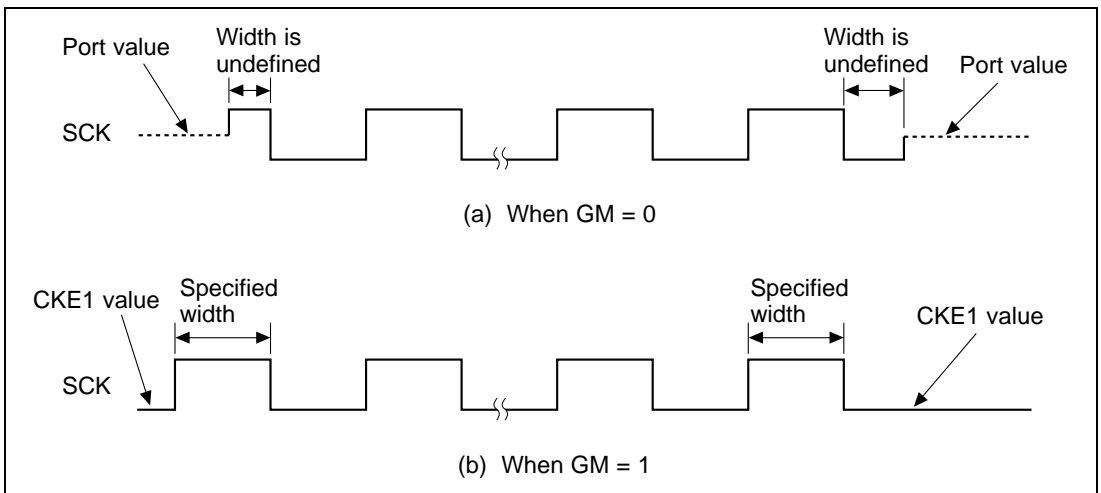 Port value
Width is
undefined
Width is
undefined
Port value
SCK
(a) When GM = 0
CKE1 value
Specified
width
Specified
width
CKE1 value
SCK
(b) When GM = 1